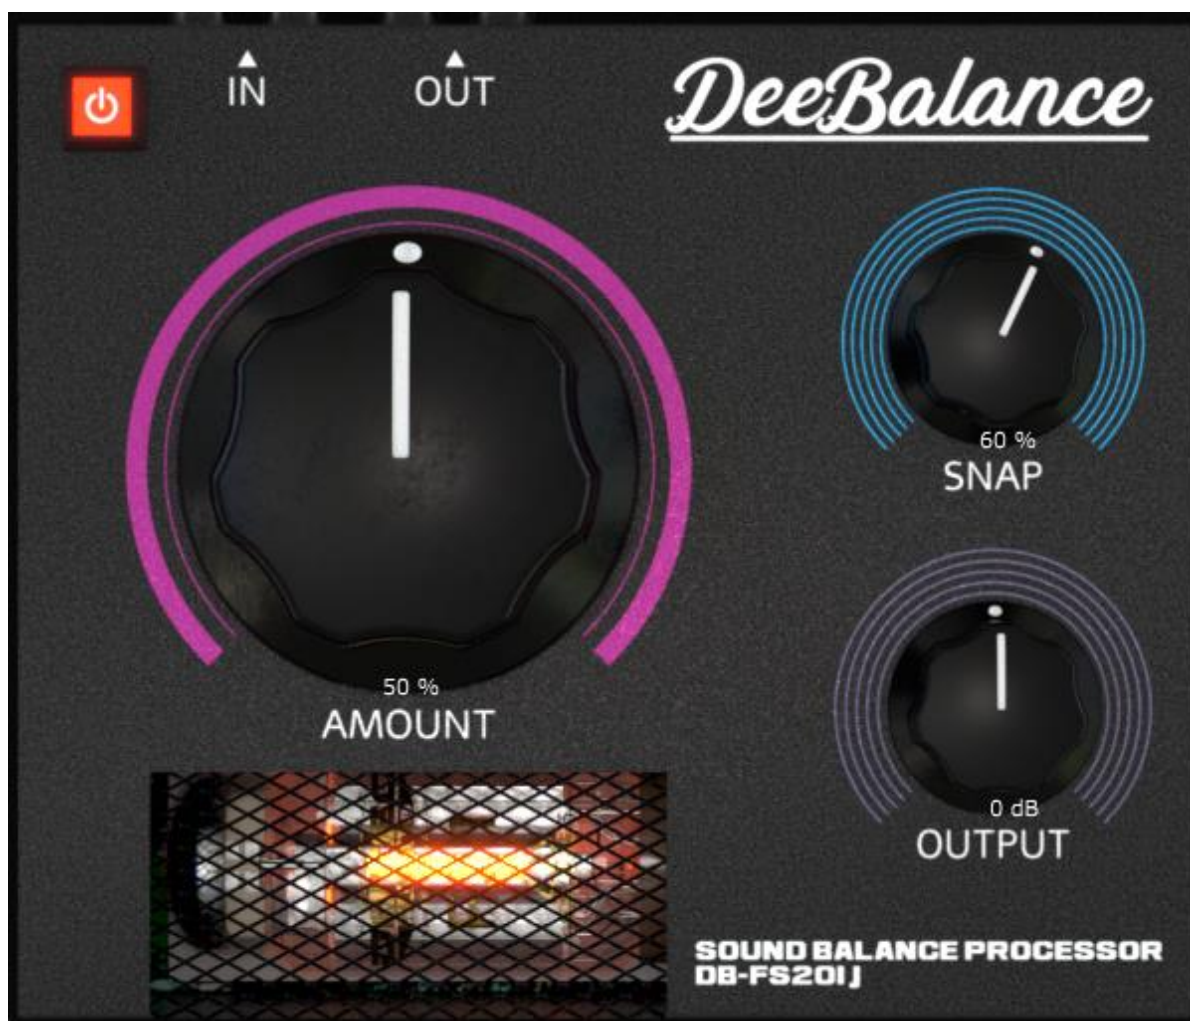 IN
OUT
DeeBalance
60 %
SNAP
50 %
AMOUNT
0 dB
OUTPUT
SOUND BALANCE PROCESSOR
DB-FS201J